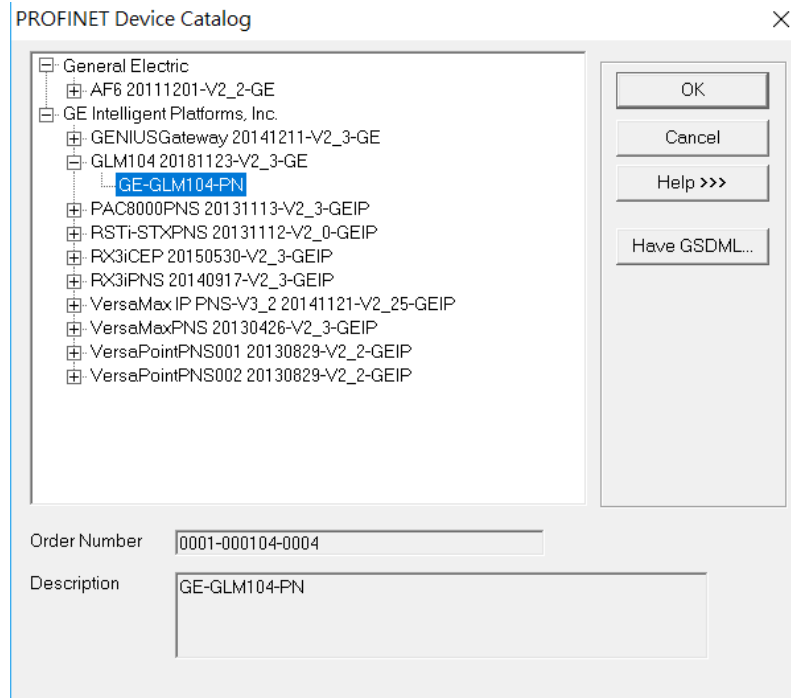 PROFINET Device Catalog
General Electric
AF6 20111201-V2_2-GE
GE Intelligent Platforms, Inc.
GENIUSGateway 20141211-V2_3-GE
GLM104 20181123-V2_3-GE
GE-GLM104-PN
PAC8000PNS 20131113-V2_3-GEIP
RSTi-STXPNS 20131112-V2_0-GEIP
RX3iCEP 20150530-V2_3-GEIP
RX3iPNS 20140917-V2_3-GEIP
VersaMax IP PNS-V3_2 20141121-V2_25-GEIP
VersaMaxPNS 20130426-V2_3-GEIP
VersaPointPNS001 20130829-V2_2-GEIP
VersaPointPNS002 20130829-V2_2-GEIP
OK
Cancel
Help >>>
Have GSDML...
Order Number 0001-000104-0004
Description GE-GLM104-PN